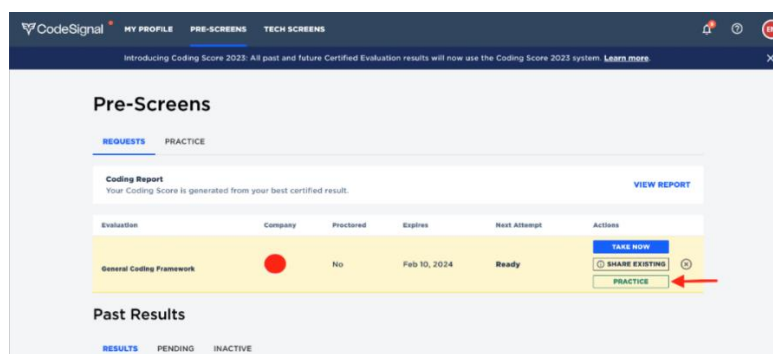 CodeSignal MY PROFILE PRE-SCREENS TECH SCREENS
Introducing Coding Score 2023: All past and future Certified Evaluation results will now use the Coding Score 2023 system. Learn more.
Pre-Screens
REQUESTS PRACTICE
Coding Report
Your Coding Score is generated from your best certified result.
VIEW REPORT
Evaluation Company Proctored Expires Next Attempt Actions
TAKE NOW
General Coding Framework No Feb 10, 2024 Ready SHARE EXISTING
PRACTICE
Past Results
RESULTS PENDING INACTIVE